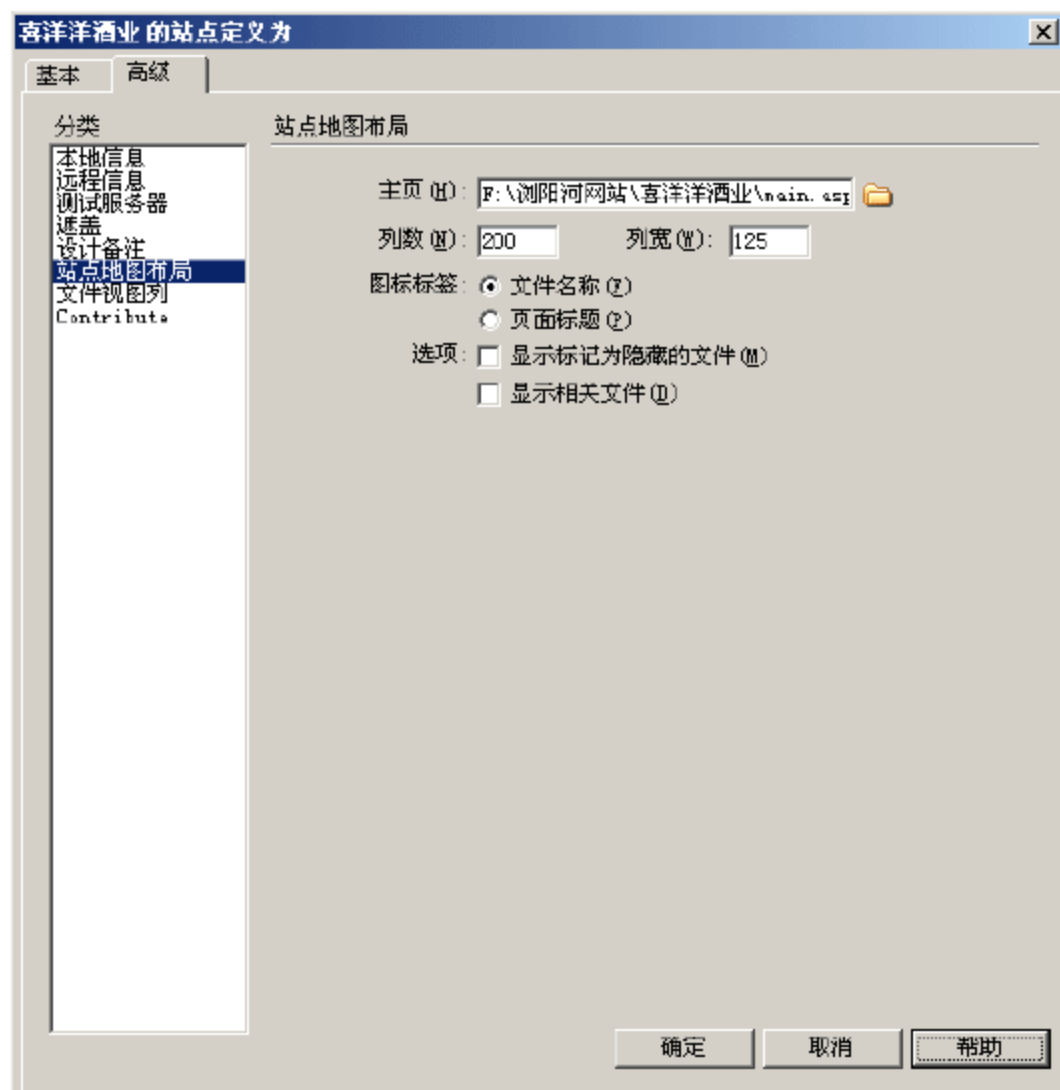 喜洋洋酒业 的站点定义为
基本 高级
分类
本地信息
远程信息
测试服务器
遮盖
设计备注
站点地图布局
文件视图列
Contribute
站点地图布局
主页(H): F:\浏阳河网站\喜洋洋酒业\main.asp
列数(N): 200 列宽(W): 125
图标标签: 文件名称(F)
页面标题(P)
选项: 显示标记为隐藏的文件(M)
显示相关文件(D)
确定 取消 帮助